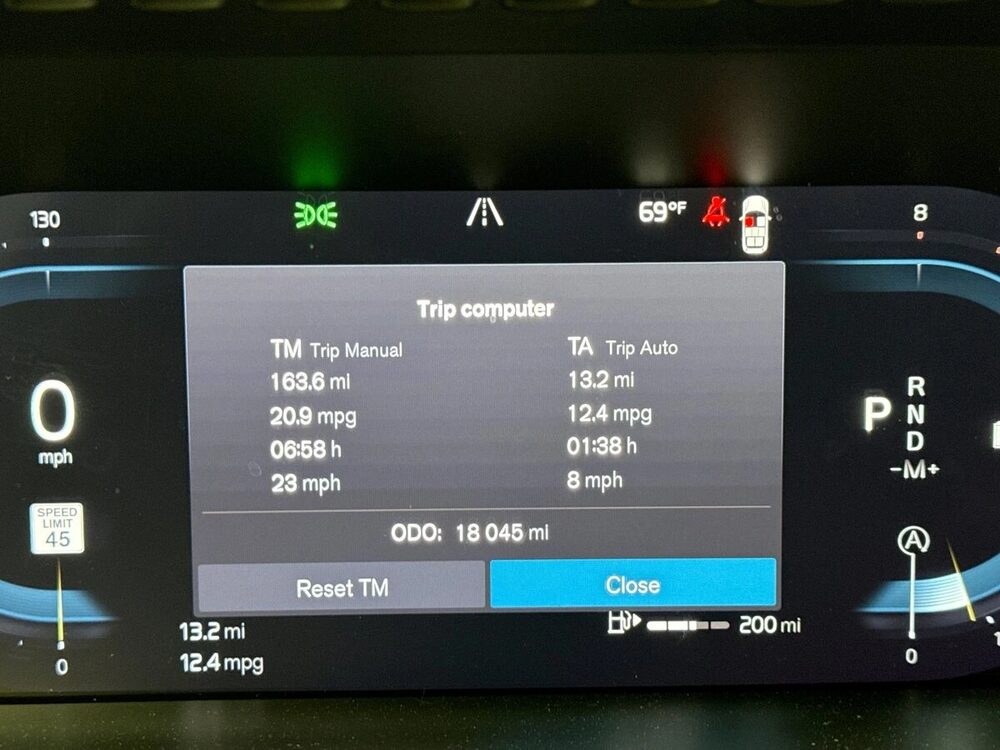 130
69°F
8
Trip computer
TM Trip Manual
163.6 mi
20.9 mpg
06:58 h
23 mph
TA Trip Auto
13.2 mi
12.4 mpg
01:38 h
8 mph
ODO: 18 045 mi
Reset TM
Close
0
mph
SPEED
LIMIT
45
0
13.2 mi
12.4 mpg
200 mi
P
R
N
D
-M+
A
0